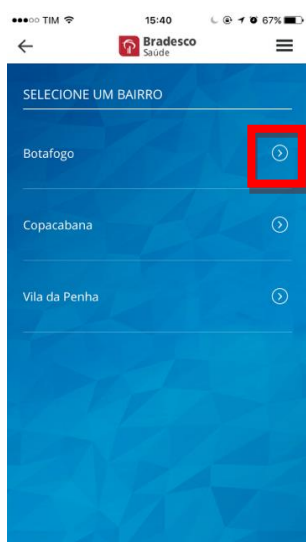 TIM 15:40 67%
Bradesco
Saúde
SELECIONE UM BAIRRO
Botafogo
Copacabana
Vila da Penha